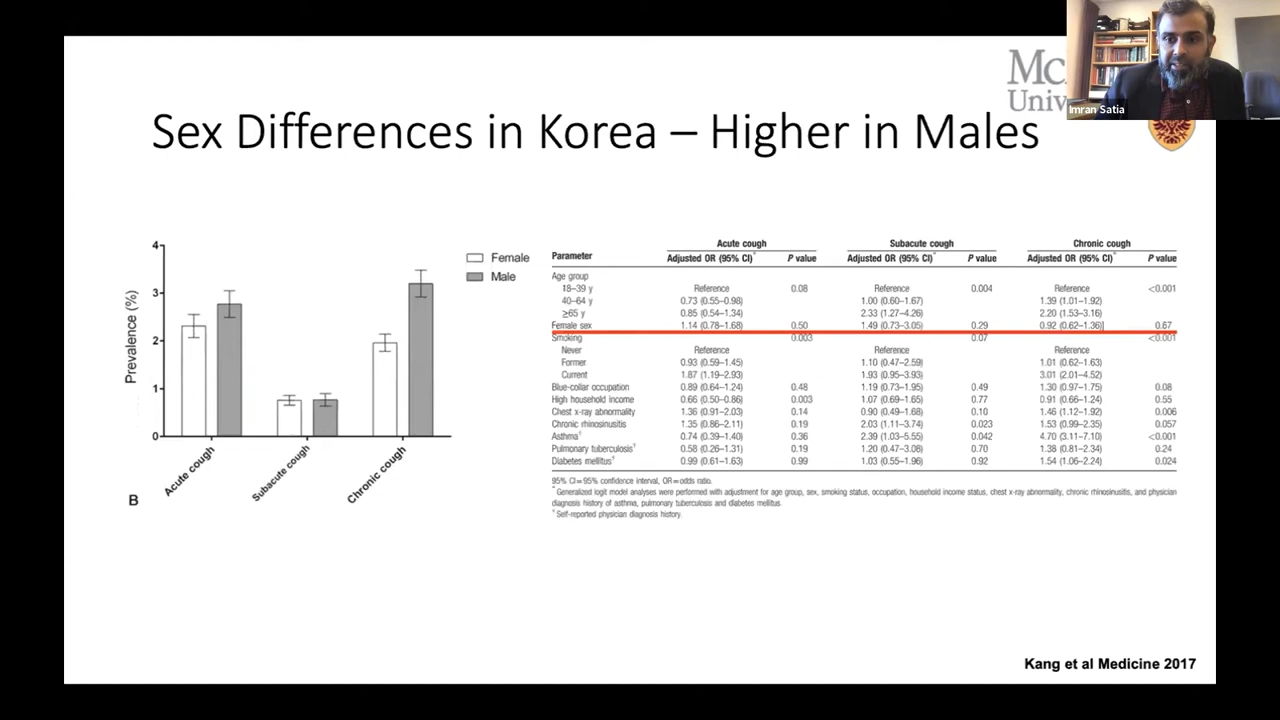 Mc
Univ
Imran Satia
Sex Differences in Korea – Higher in Males
Prevalence (%)
4
3
2
1
0
Acute cough
Subacute cough
Chronic cough
Female
Male
B
Acute cough Subacute cough Chronic cough
Parameter Adjusted OR (95% CI)* P value Adjusted OR (95% CI)* P value Adjusted OR (95% CI)* P value
Age group
18–39 y Reference 0.08 Reference 0.004 Reference <0.001
40–64 y 0.73 (0.55–0.98) 1.00 (0.60–1.67) 1.39 (1.01–1.92)
≥65 y 0.85 (0.54–1.34) 2.33 (1.27–4.26) 2.20 (1.53–3.16)
Female sex 1.14 (0.78–1.68) 0.50 1.49 (0.73–3.05) 0.29 0.92 (0.62–1.36)] 0.67
Smoking 0.003 0.07 <0.001
Never Reference Reference Reference
Former 0.93 (0.59–1.45) 1.10 (0.47–2.59) 1.01 (0.62–1.63)
Current 1.87 (1.19–2.93) 1.93 (0.95–3.93) 3.01 (2.01–4.52)
Blue-collar occupation 0.89 (0.64–1.24) 0.48 1.19 (0.73–1.95) 0.49 1.30 (0.97–1.75) 0.08
High household income 0.66 (0.50–0.86) 0.003 1.07 (0.69–1.65) 0.77 0.91 (0.66–1.24) 0.55
Chest x-ray abnormality 1.36 (0.91–2.03) 0.14 0.90 (0.49–1.68) 0.10 1.46 (1.12–1.92) 0.006
Chronic rhinosinusitis 1.35 (0.86–2.11) 0.19 2.03 (1.11–3.74) 0.023 1.53 (0.99–2.35) 0.057
Asthma† 0.74 (0.39–1.40) 0.36 2.39 (1.03–5.55) 0.042 4.70 (3.11–7.10) <0.001
Pulmonary tuberculosis† 0.58 (0.26–1.31) 0.19 1.20 (0.47–3.08) 0.70 1.38 (0.81–2.34) 0.24
Diabetes mellitus† 0.99 (0.61–1.63) 0.99 1.03 (0.55–1.96) 0.92 1.54 (1.06–2.24) 0.024
95% CI=95% confidence interval, OR=odds ratio.
* Generalized logit model analyses were performed with adjustment for age group, sex, smoking status, occupation, household income status, chest x-ray abnormality, chronic rhinosinusitis, and physician
diagnosis history of asthma, pulmonary tuberculosis and diabetes mellitus
† Self-reported physician diagnosis history.
Kang et al Medicine 2017